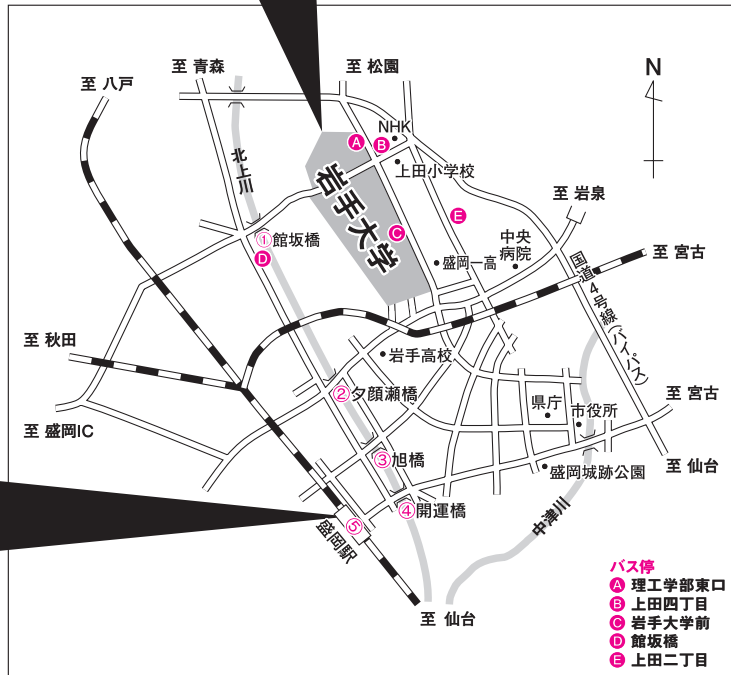 至 青森
至 松園
至 八戸
N
NHK
A
B
上田小学校
北上川
岩手大学
至 岩泉
E
①館坂橋
D
C
中央
病院
盛岡一高
至 宮古
国道4号線(バイパス)
至 秋田
岩手高校
②夕顔瀬橋
県庁
市役所
至 宮古
至 盛岡IC
③旭橋
至 仙台
盛岡城跡公園
④開運橋
⑤
盛岡駅
中津川
至 仙台
バス停
A 理工学部東口
B 上田四丁目
C 岩手大学前
D 館坂橋
E 上田二丁目